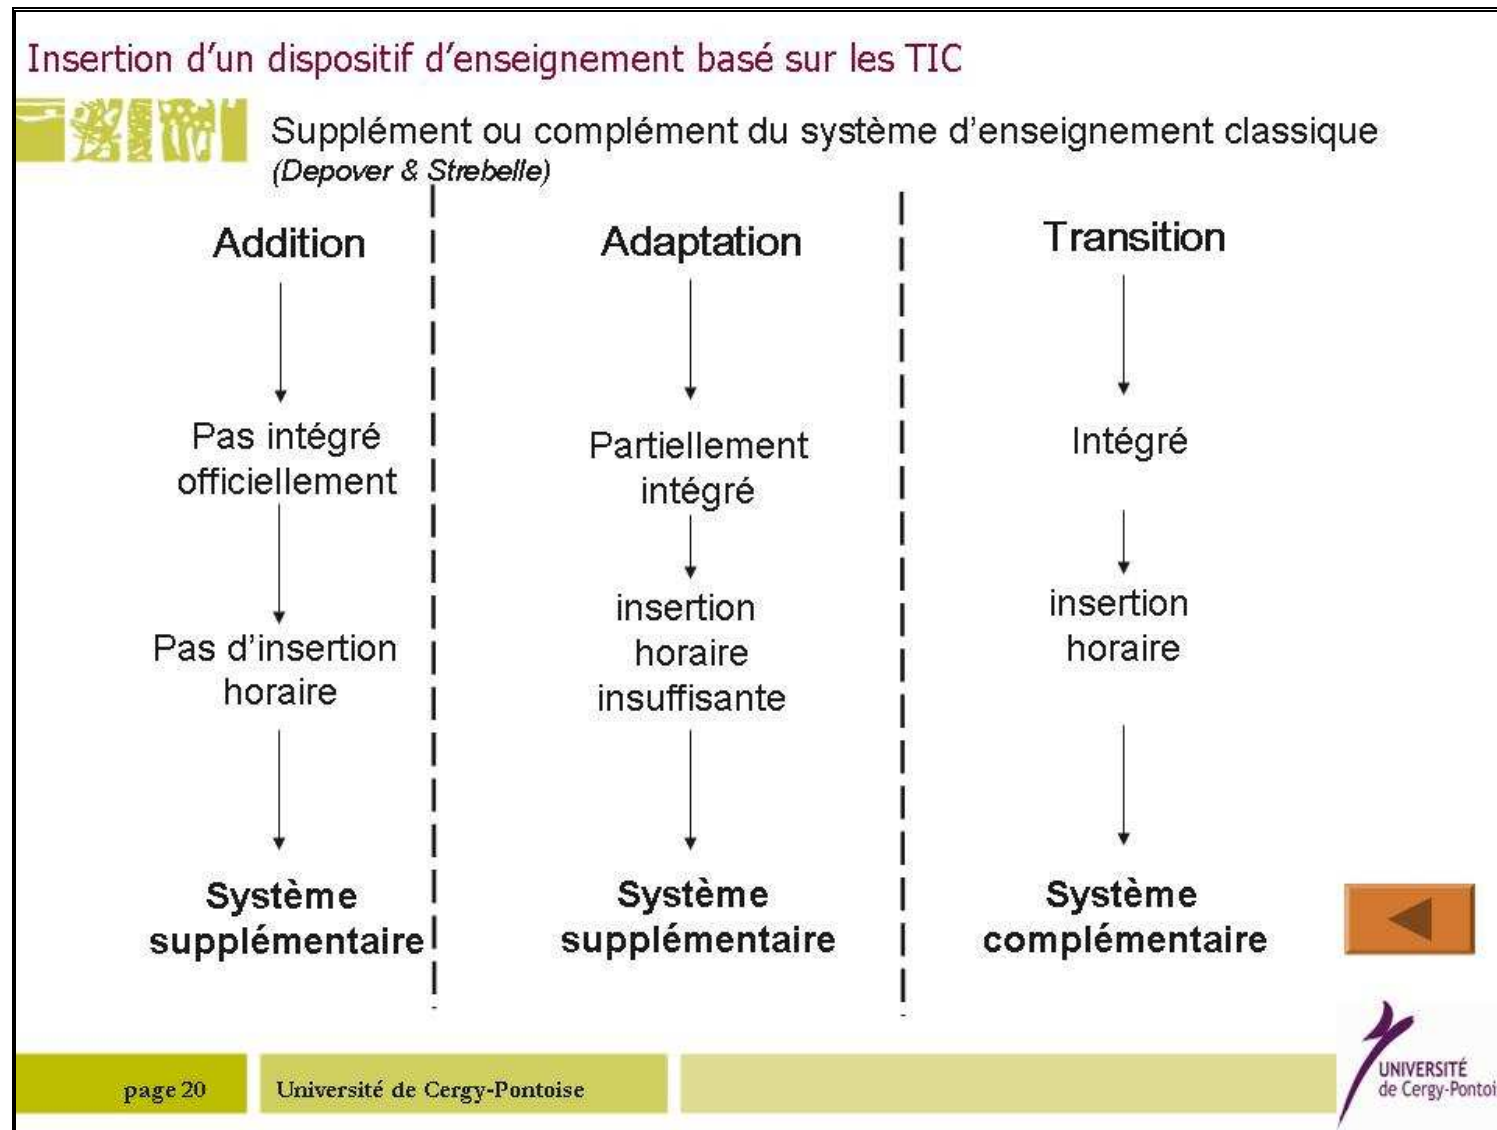 Insertion d'un dispositif d'enseignement basé sur les TIC
Supplément ou complément du système d'enseignement classique
(Depover & Strebelle)
Addition
Pas intégré
officiellement
Pas d'insertion
horaire
Système
supplémentaire
Adaptation
Partiellement
intégré
insertion
horaire
insuffisante
Système
supplémentaire
Transition
Intégré
insertion
horaire
Système
complémentaire
page 20
Université de Cergy-Pontoise
UNIVERSITÉ
de Cergy-Pontoi